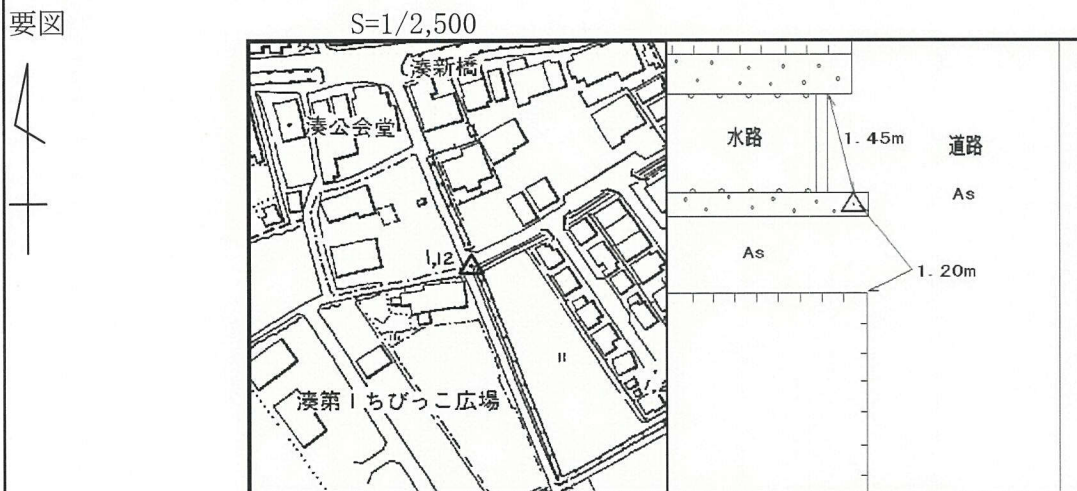 要図
S=1/2,500
湊新橋
湊公会堂
1,12
湊第1ちびっこ広場
水路
1.45m
道路
As
As
1.20m